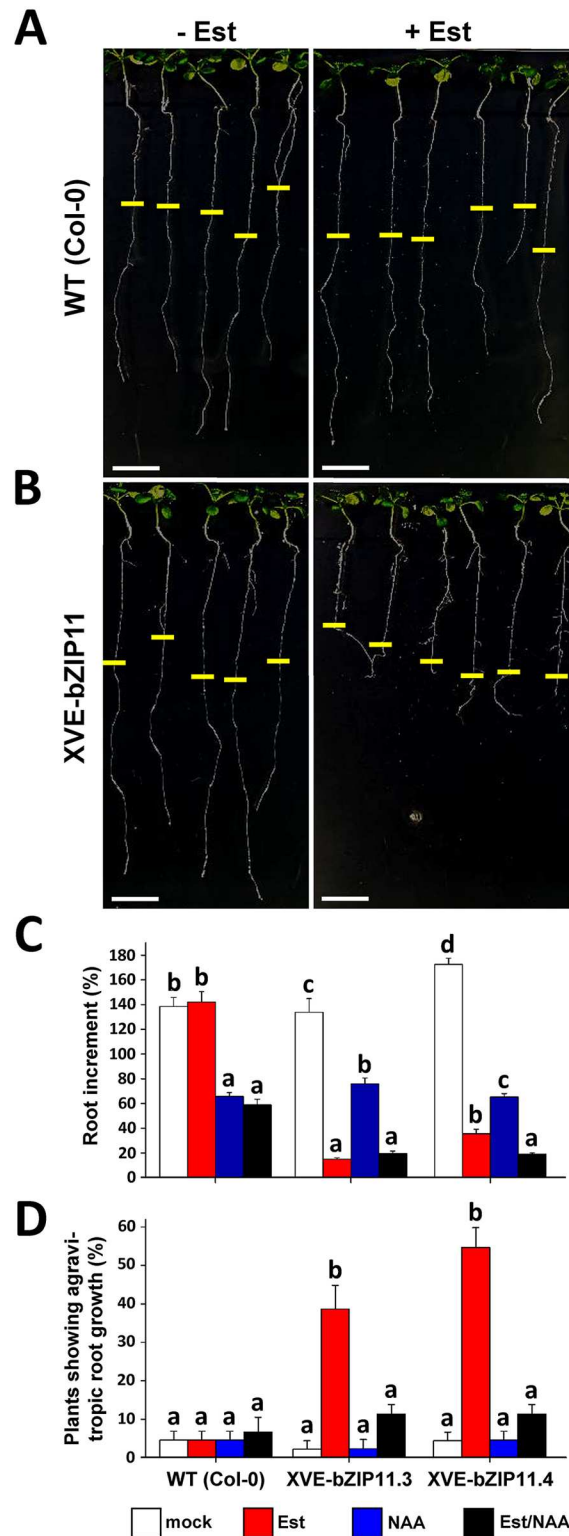 A
- Est + Est
WT (Col-0)
B
XVE-bZIP11
C
Root increment (%)
180
160
140
120
100
80
60
40
20
0
b b a a
c a b a
d b c a
D
Plants showing agravi-
tropic root growth (%)
60
50
40
30
20
10
0
a a a a
a b a a
a b a a
WT (Col-0) XVE-bZIP11.3 XVE-bZIP11.4
mock Est NAA Est/NAA